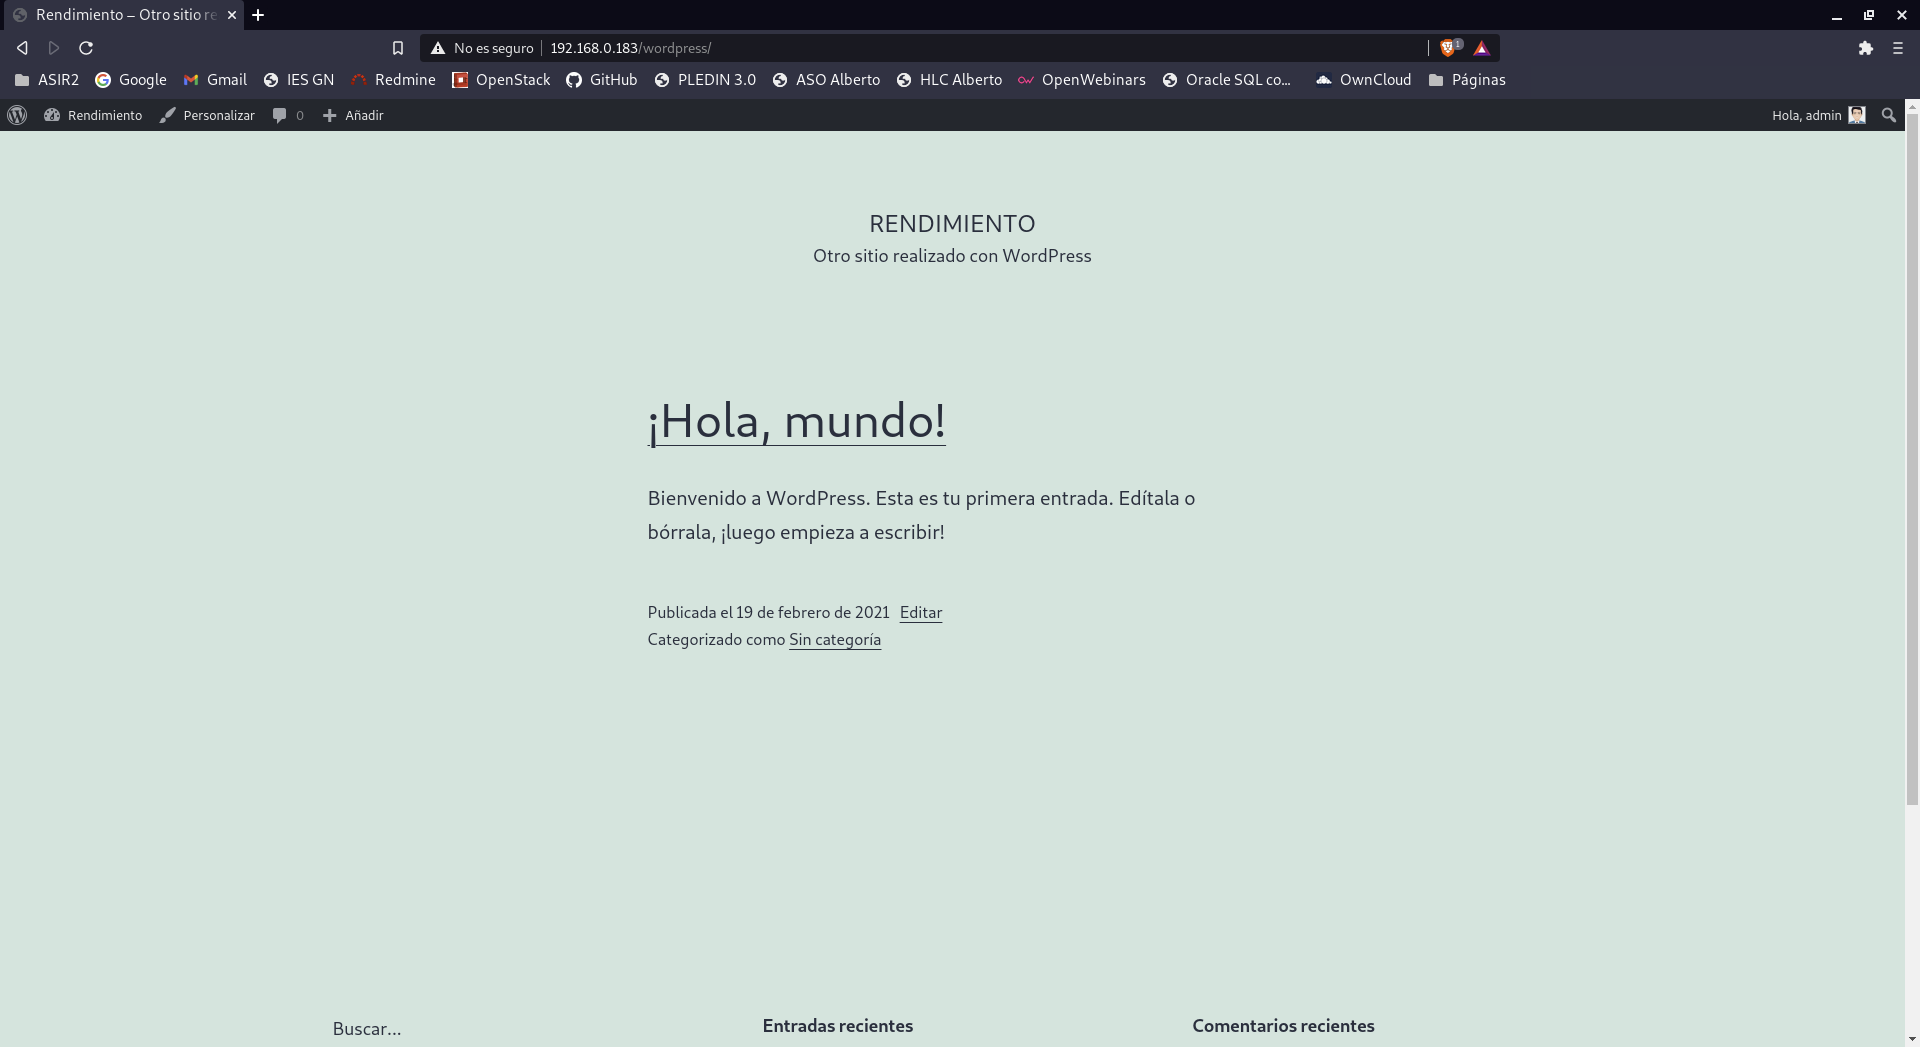 Rendimiento – Otro sitio re
No es seguro 192.168.0.183/wordpress/ 1
ASIR2 Google Gmail IES GN Redmine OpenStack GitHub PLEDIN 3.0 ASO Alberto HLC Alberto OpenWebinars Oracle SQL co... OwnCloud Páginas
Rendimiento Personalizar 0 Añadir Hola, admin
RENDIMIENTO
Otro sitio realizado con WordPress
¡Hola, mundo!
Bienvenido a WordPress. Esta es tu primera entrada. Edítala o
bórrala, ¡luego empieza a escribir!
Publicada el 19 de febrero de 2021 Editar
Categorizado como Sin categoría
Buscar... Entradas recientes Comentarios recientes